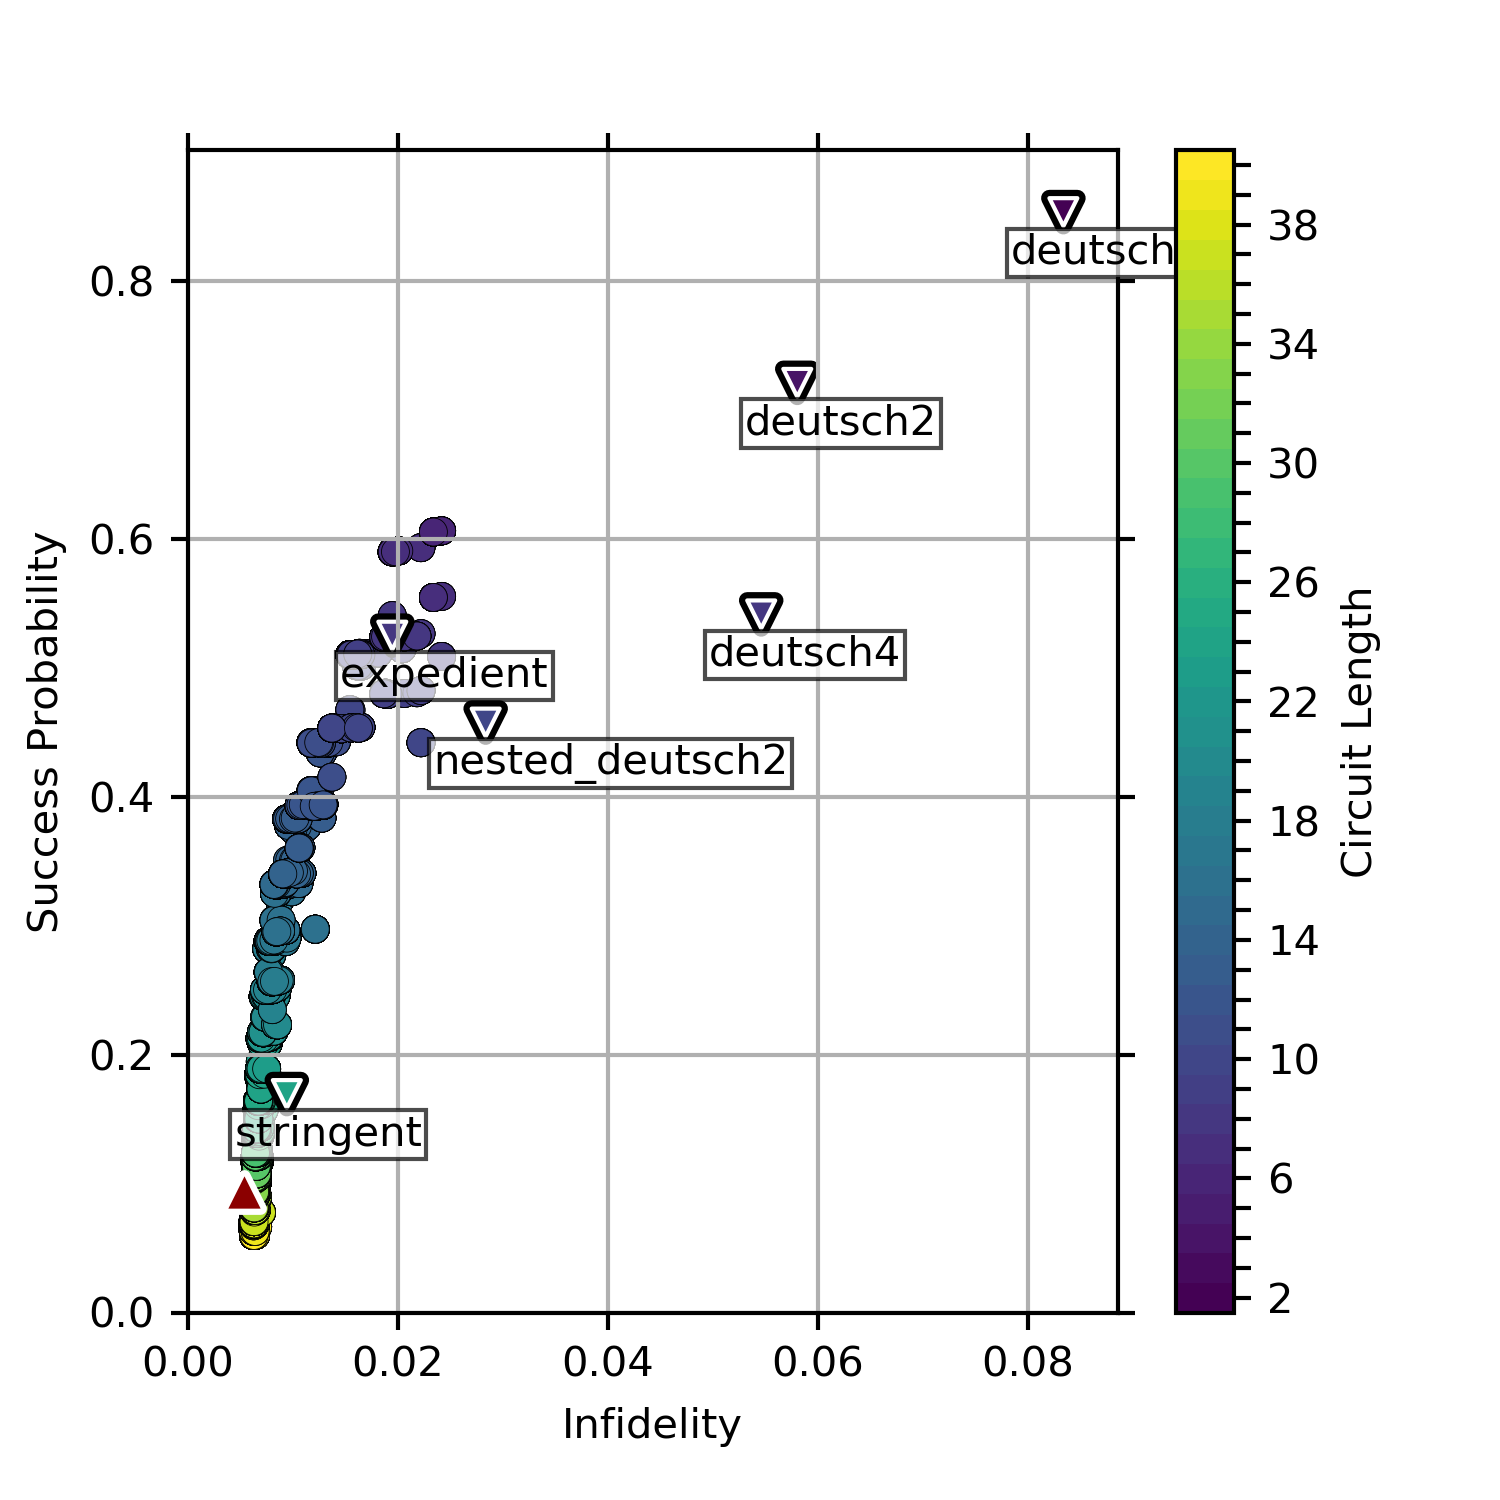 deutsch
deutsch2
deutsch4
expedient
nested_deutsch2
stringent
Success Probability
0.8
0.6
0.4
0.2
0.0
0.00 0.02 0.04 0.06 0.08
Infidelity
38
34
30
26
22
18
14
10
6
2
Circuit Length